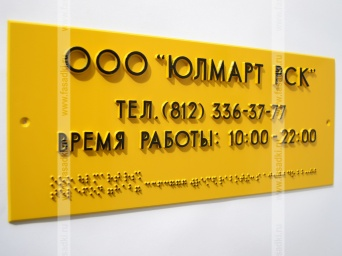 ООО "ЮЛМАРТ РСК"
ТЕЛ.(812) 336-37-77
ВРЕМЯ РАБОТЫ: 10:00-22:00